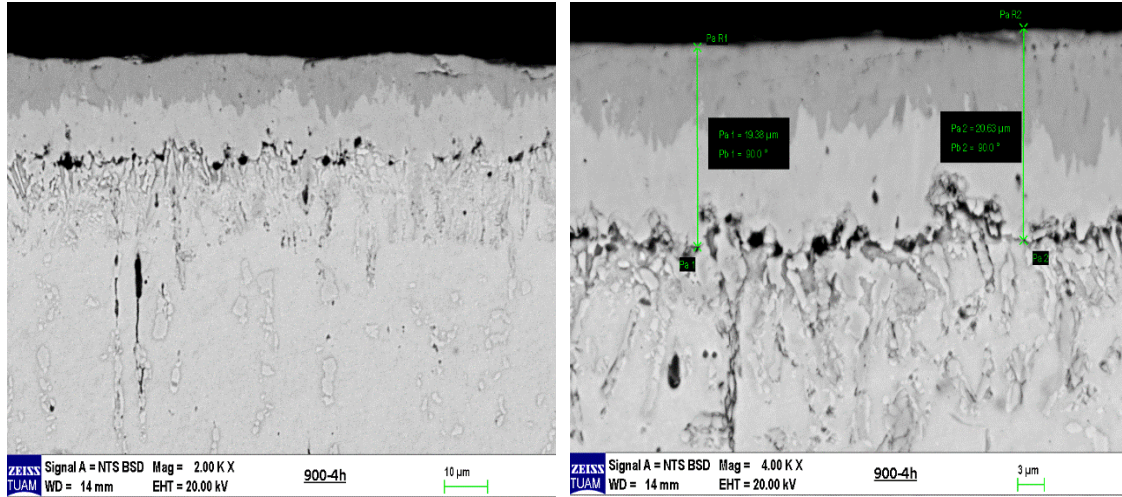 ZEISS
TUAM
Signal A = NTS BSD Mag = 2.00 K X
WD = 14 mm EHT = 20.00 kV
900-4h
10 µm
Pa R1
Pa R2
Pa 1 = 19.38 µm
Pb 1 = 90.0 °
Pa 2 = 20.63 µm
Pb 2 = 90.0 °
Pa 1
Pa 2
ZEISS
TUAM
Signal A = NTS BSD Mag = 4.00 K X
WD = 14 mm EHT = 20.00 kV
900-4h
3 µm